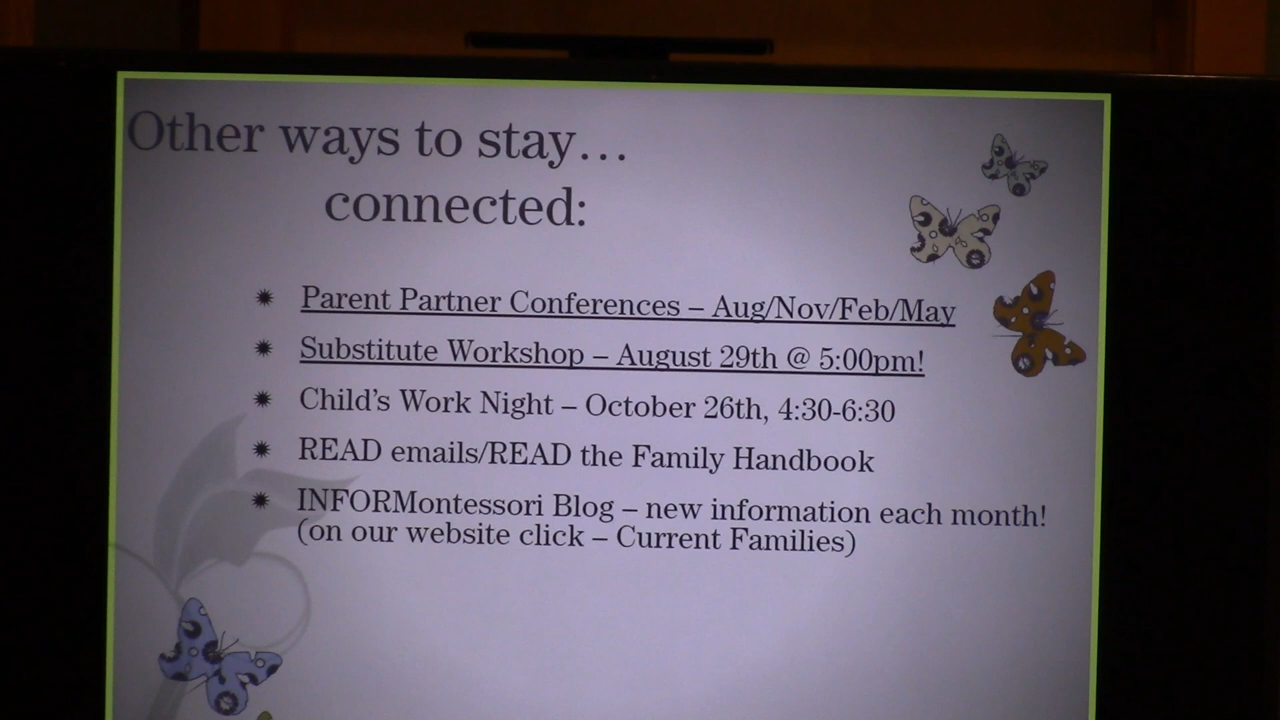 Other ways to stay…
connected:
✷ Parent Partner Conferences – Aug/Nov/Feb/May
✷ Substitute Workshop – August 29th @ 5:00pm!
✷ Child's Work Night – October 26th, 4:30-6:30
✷ READ emails/READ the Family Handbook
✷ INFORMontessori Blog – new information each month!
(on our website click – Current Families)